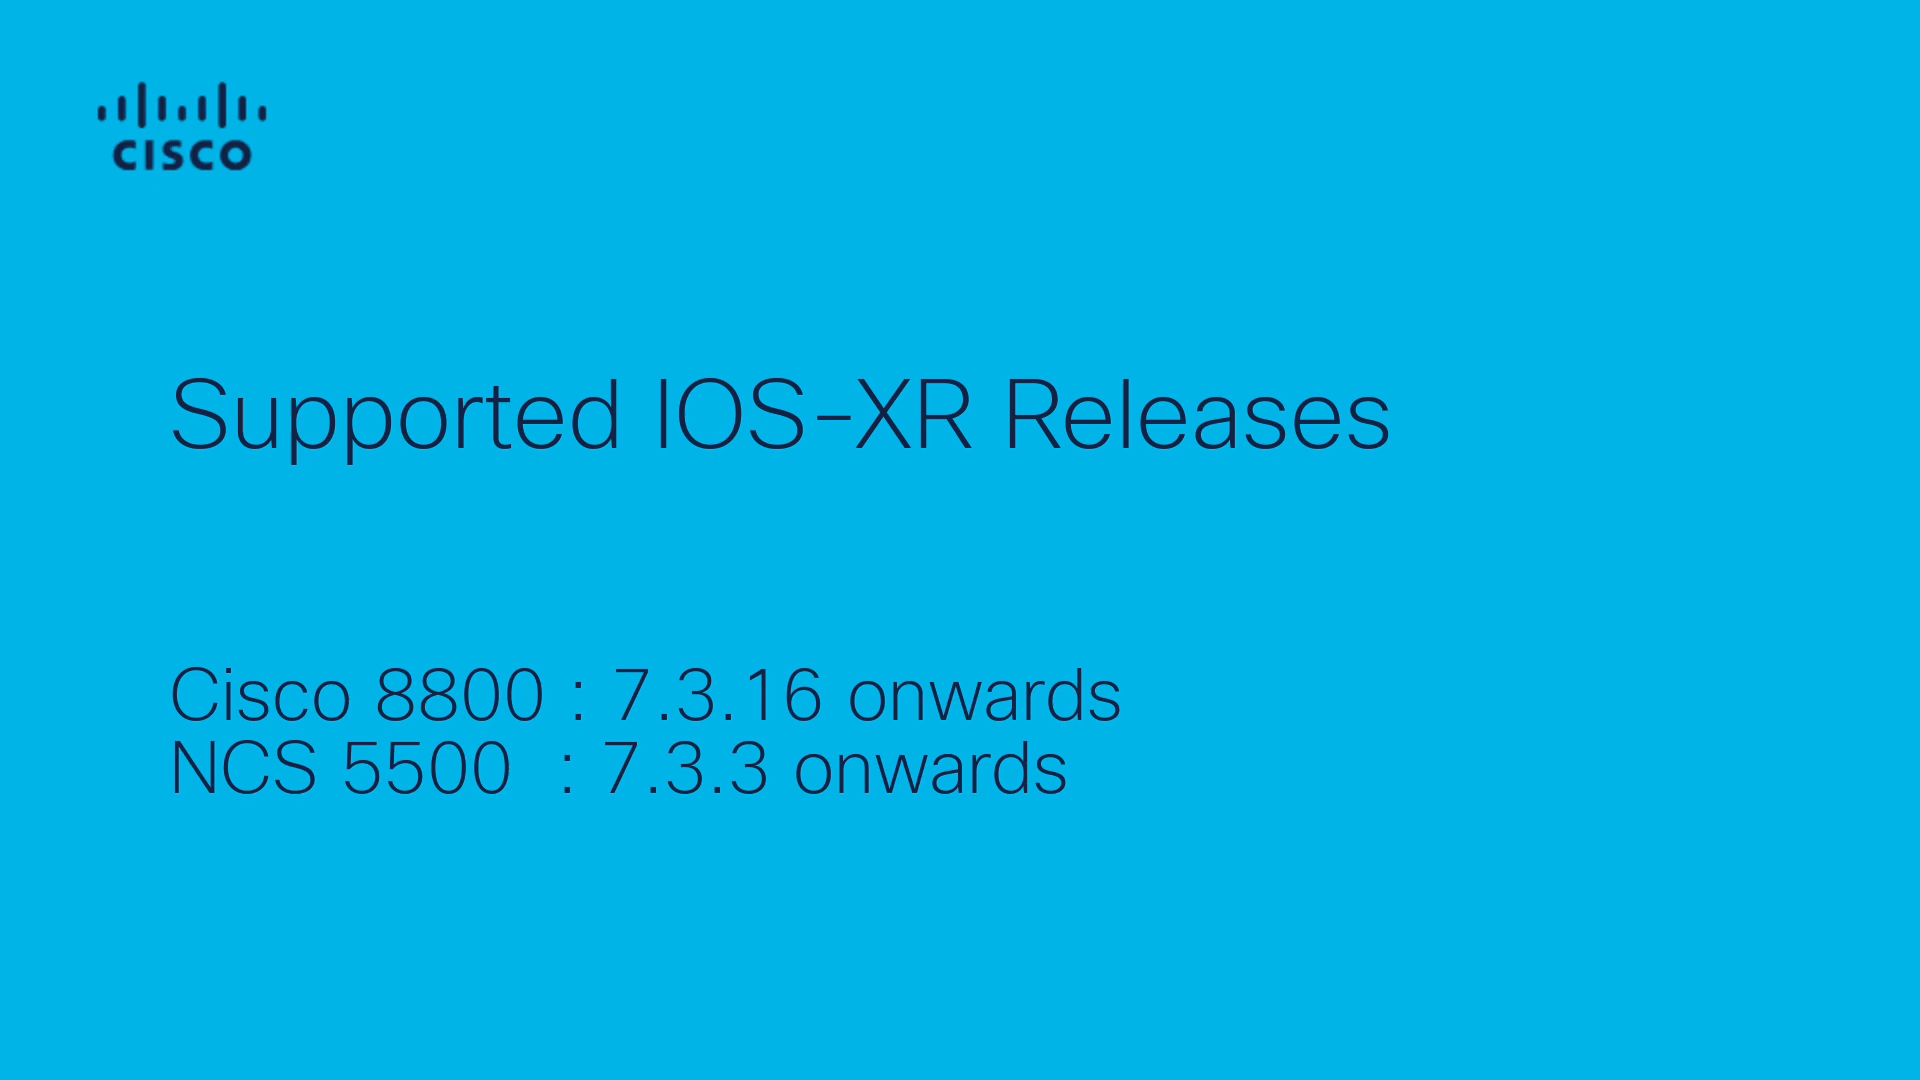 CISCO
Supported IOS-XR Releases
Cisco 8800 : 7.3.16 onwards
NCS 5500 : 7.3.3 onwards